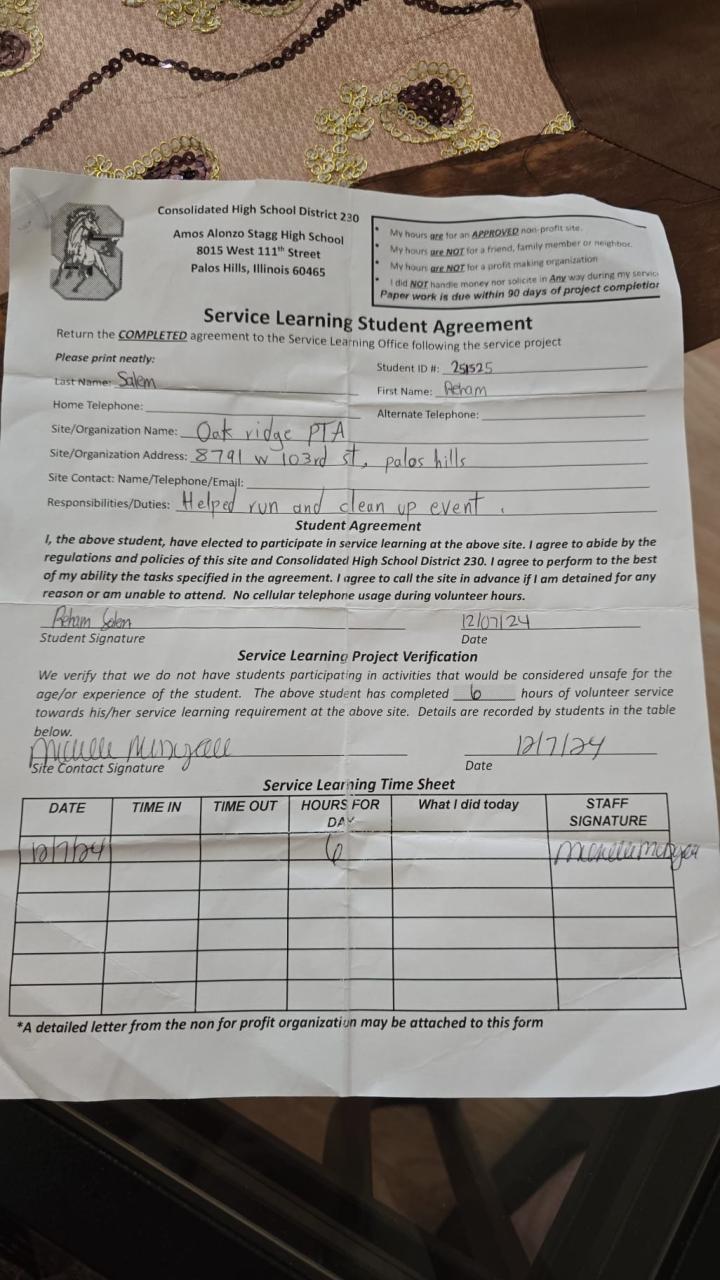 Consolidated High School District 230
Amos Alonzo Stagg High School
8015 West 111th Street
Palos Hills, Illinois 60465
• My hours are for an APPROVED non-profit site.
• My hours are NOT for a friend, family member or neighbor.
• My hours are NOT for a profit making organization
• I did NOT handle money nor solicite in Any way during my servic
Paper work is due within 90 days of project completion
Service Learning Student Agreement
Return the COMPLETED agreement to the Service Learning Office following the service project
Please print neatly:
Student ID #: 251525
Last Name: Salem
First Name: Reham
Home Telephone:
Alternate Telephone:
Site/Organization Name: Oak ridge PTA
Site/Organization Address: 8791 w 103rd st, palos hills
Site Contact: Name/Telephone/Email:
Responsibilities/Duties: Helped run and clean up event.
Student Agreement
I, the above student, have elected to participate in service learning at the above site. I agree to abide by the
regulations and policies of this site and Consolidated High School District 230. I agree to perform to the best
of my ability the tasks specified in the agreement. I agree to call the site in advance if I am detained for any
reason or am unable to attend. No cellular telephone usage during volunteer hours.
Reham Salem 12/07/24
Student Signature Date
Service Learning Project Verification
We verify that we do not have students participating in activities that would be considered unsafe for the
age/or experience of the student. The above student has completed 6 hours of volunteer service
towards his/her service learning requirement at the above site. Details are recorded by students in the table
below.
Michelle 12/7/24
Site Contact Signature Date
Service Learning Time Sheet
DATE TIME IN TIME OUT HOURS FOR DAY What I did today STAFF SIGNATURE
12/7/24 6 Michelle
*A detailed letter from the non for profit organization may be attached to this form